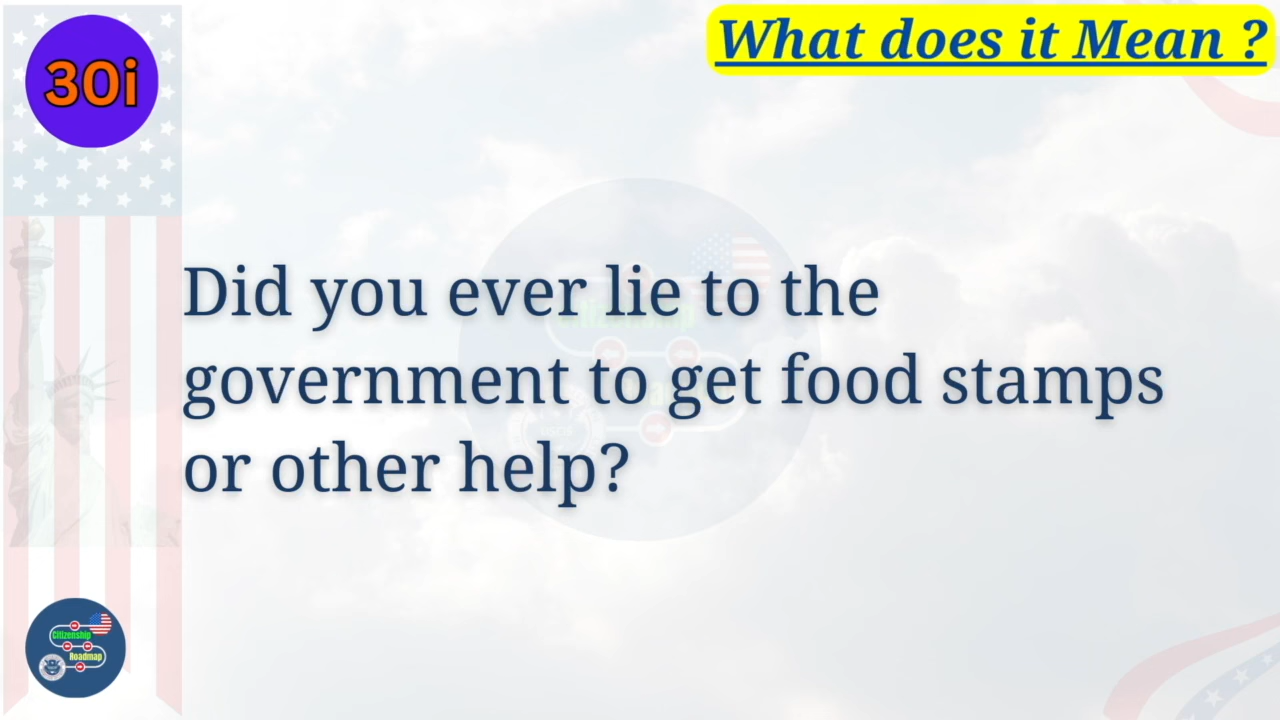 30i
What does it Mean ?
Did you ever lie to the
government to get food stamps
or other help?
Citizenship
Roadmap